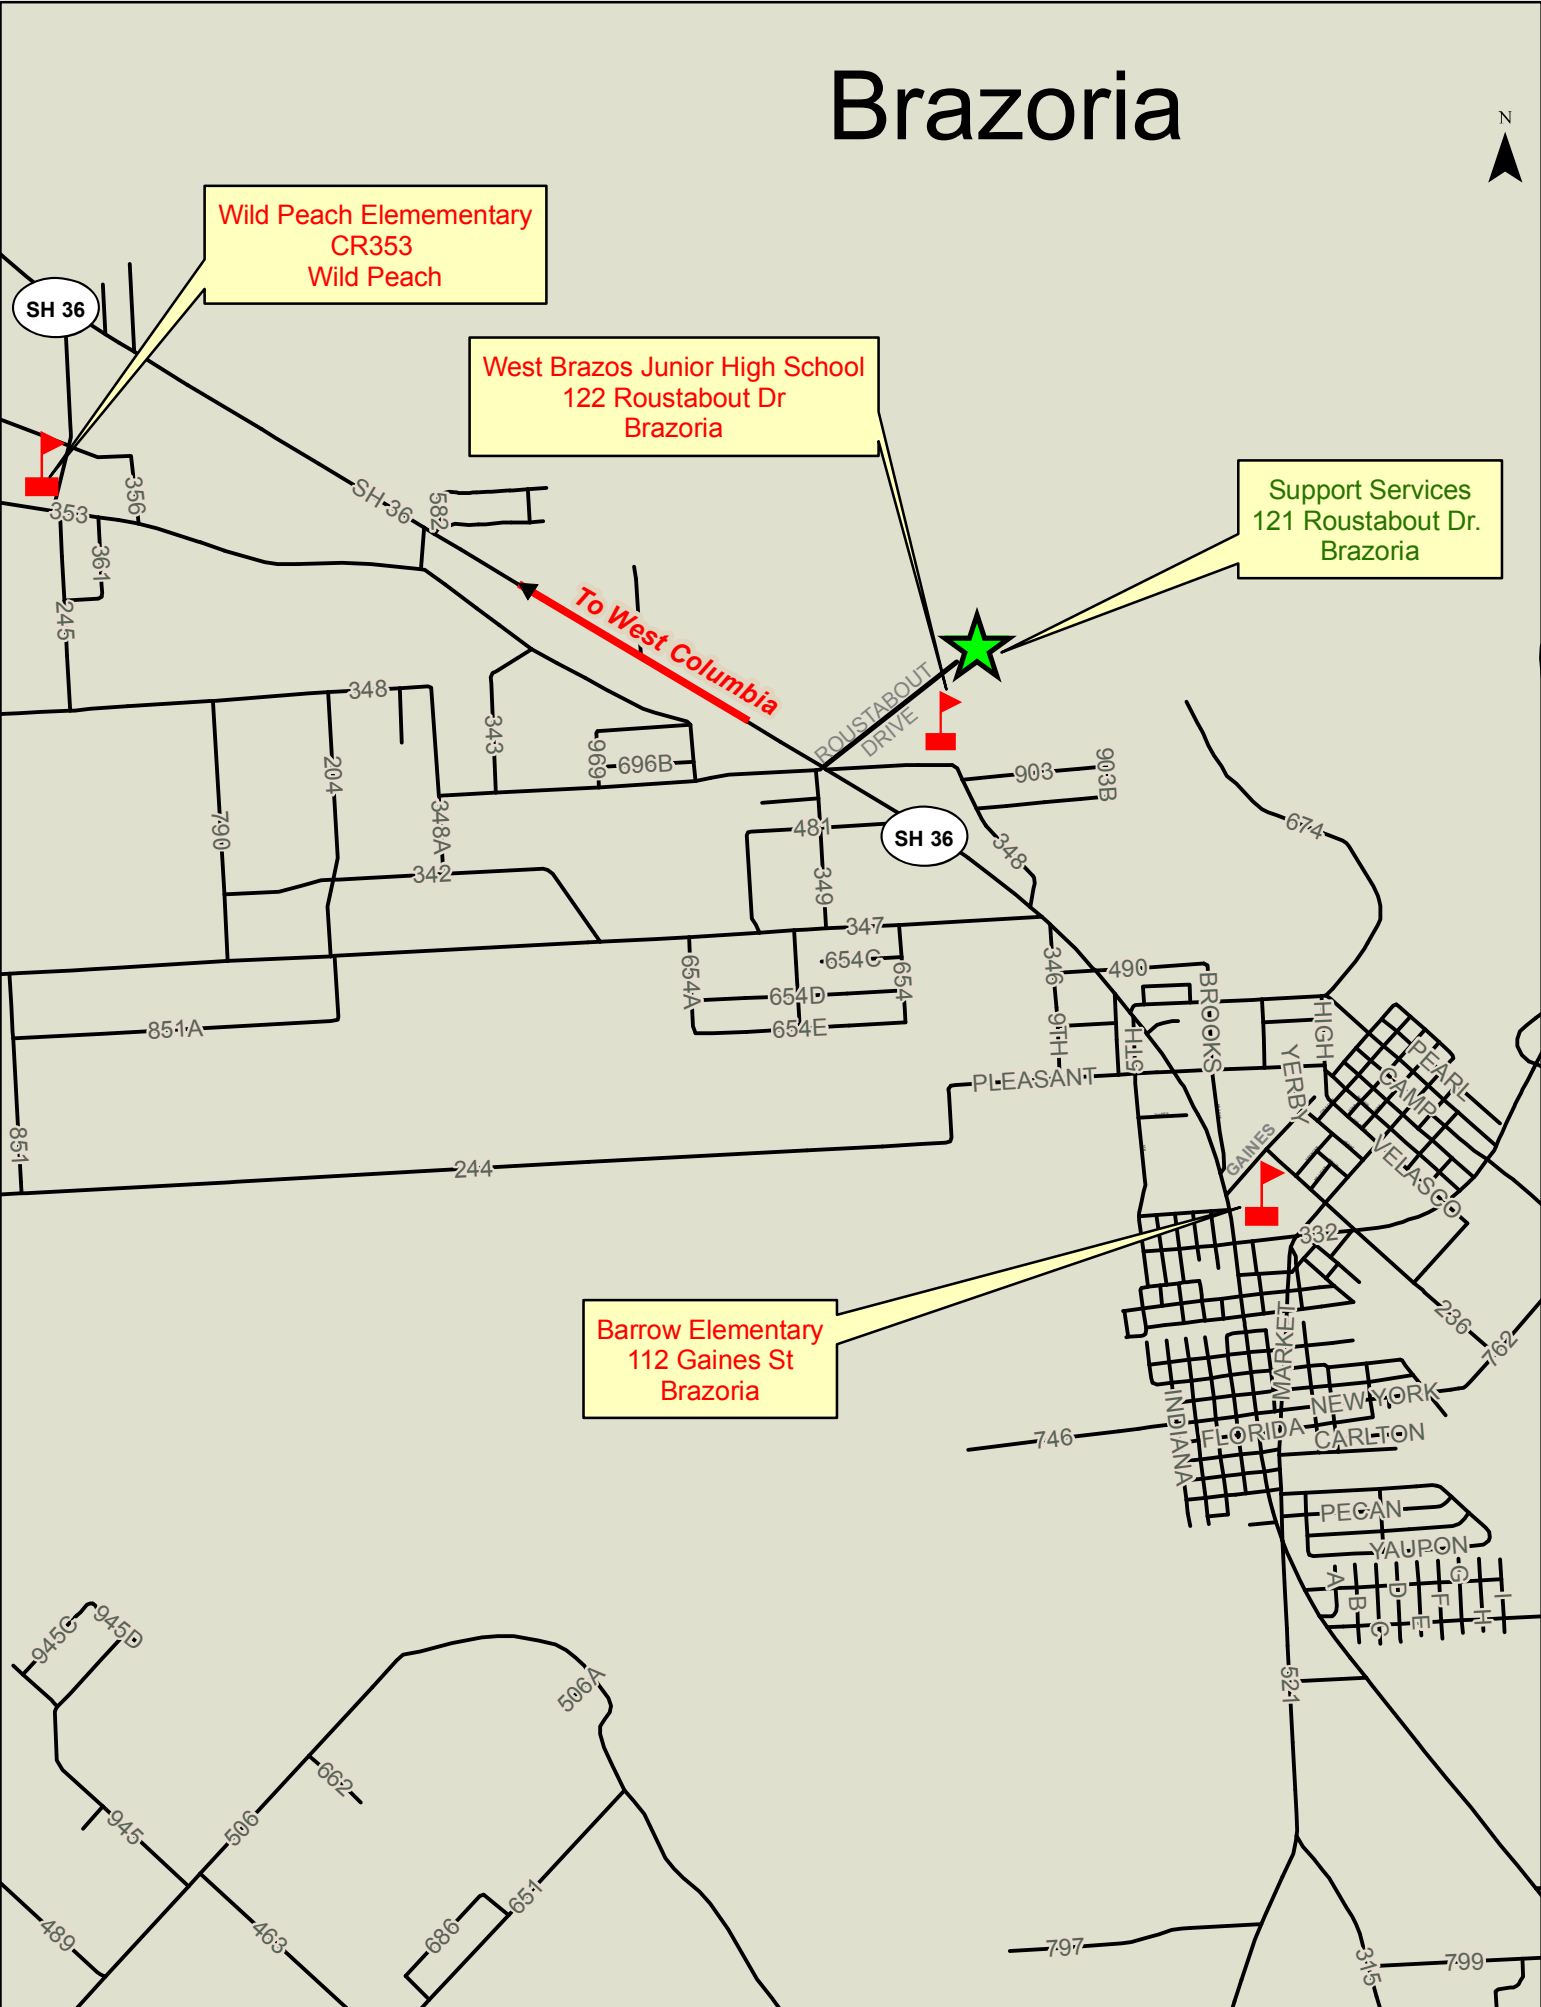 Brazoria
N
Wild Peach Elemementary
CR353
Wild Peach
SH 36
West Brazos Junior High School
122 Roustabout Dr
Brazoria
Support Services
121 Roustabout Dr.
Brazoria
356
353
SH 36
582
361
245
To West Columbia
ROUSTABOUT
DRIVE
348
343
969
696B
204
790
348A
342
903
903B
481
SH 36
348
349
674
347
654C
654A
654D
654
654E
346
490
BROOKS
851A
9TH
5TH
HIGH
YERBY
PEARL
CAMP
PLEASANT
851
244
GAINES
VELASCO
332
Barrow Elementary
112 Gaines St
Brazoria
236
762
MARKET
NEW YORK
INDIANA
FLORIDA
CARLTON
746
PECAN
YAUPON
A
B
C
D
E
F
G
H
I
945C
945D
506A
521
662
945
506
651
686
489
463
797
315
799